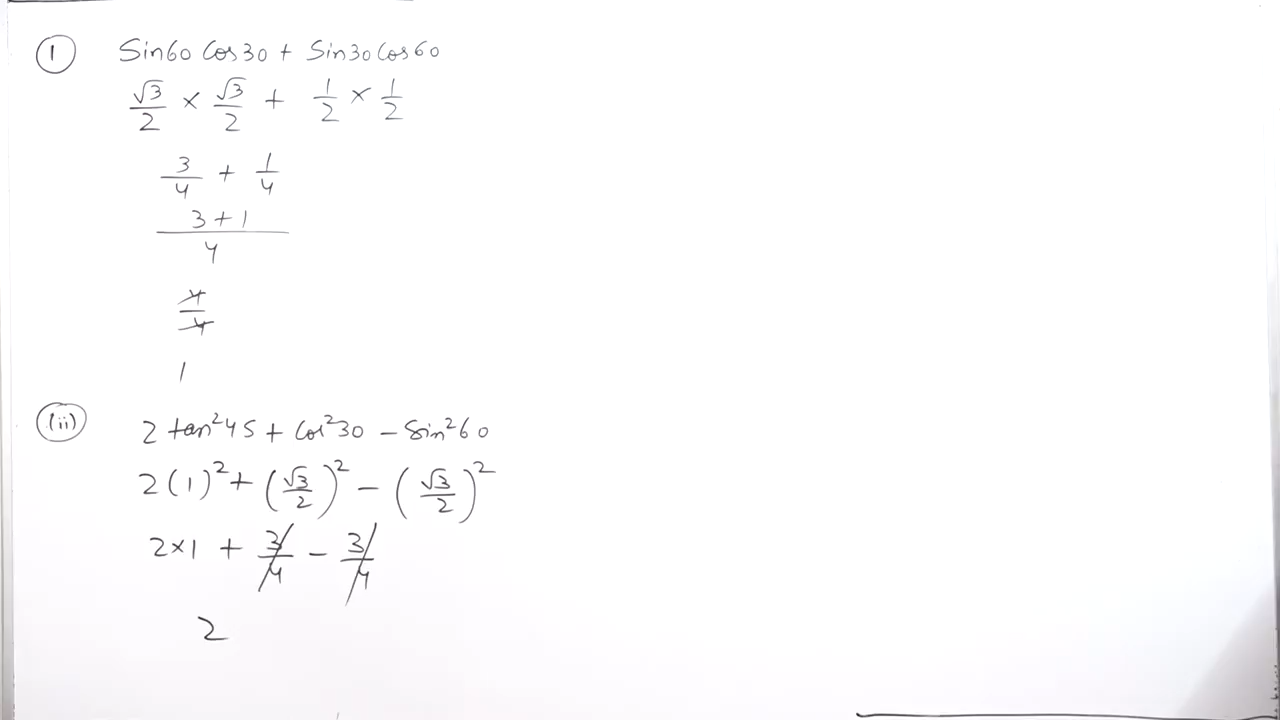 ① Sin60 Cos30 + Sin30 Cos60
√3/2 × √3/2 + 1/2 × 1/2
3/4 + 1/4
3+1/4
4/4
1
(ii) 2 tan²45 + Cos²30 − Sin²60
2(1)² + (√3/2)² − (√3/2)²
2×1 + 3/4 − 3/4
2